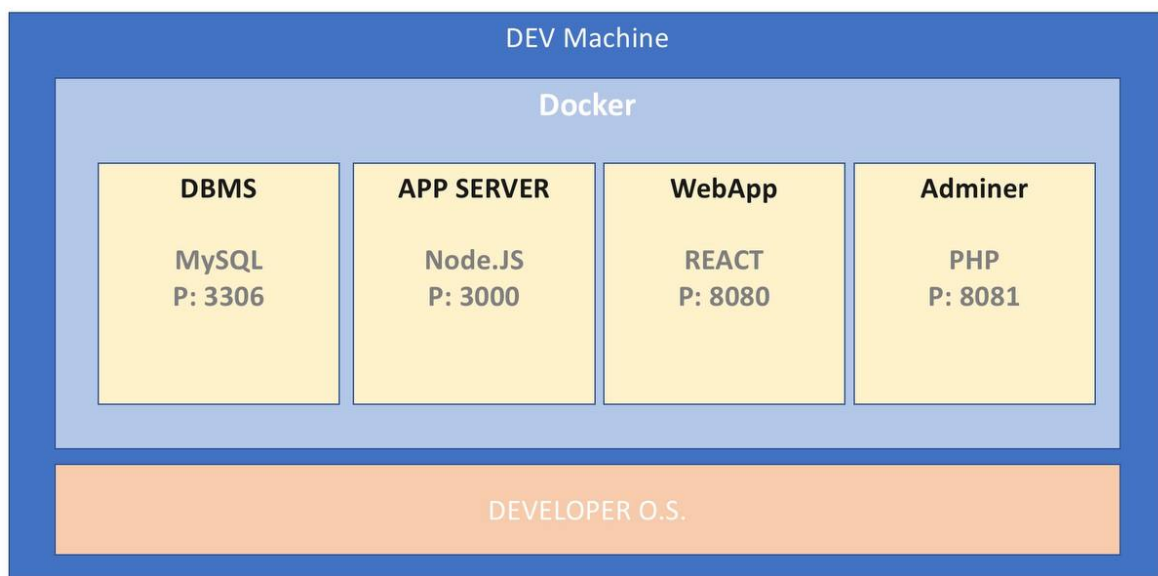 DEV Machine
Docker
DBMS
MySQL
P: 3306
APP SERVER
Node.JS
P: 3000
WebApp
REACT
P: 8080
Adminer
PHP
P: 8081
DEVELOPER O.S.